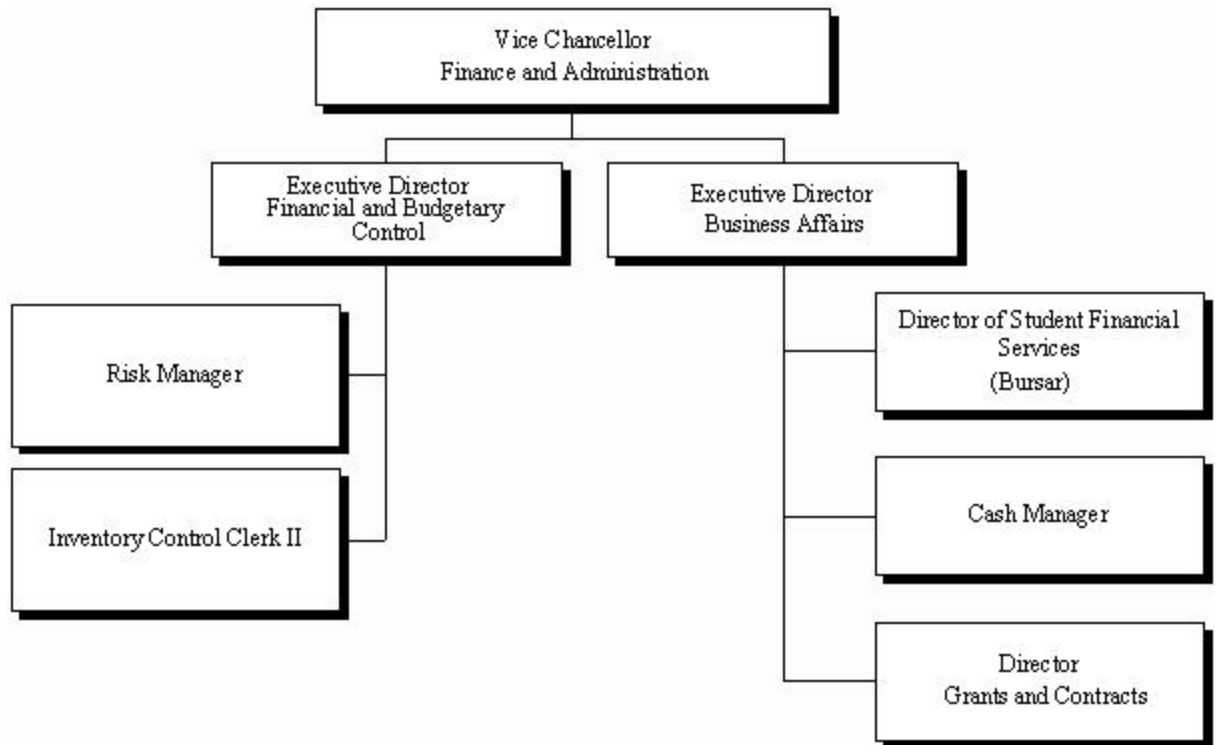 Vice Chancellor
Finance and Administration
Executive Director
Financial and Budgetary
Control
Executive Director
Business Affairs
Risk Manager
Inventory Control Clerk II
Director of Student Financial
Services
(Bursar)
Cash Manager
Director
Grants and Contracts